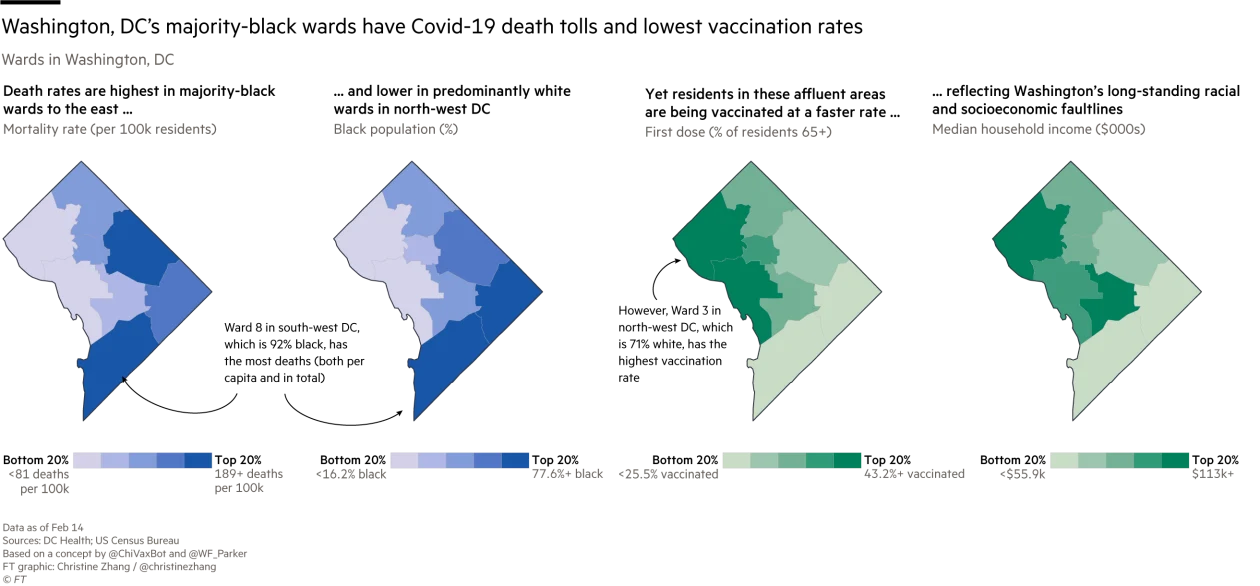 Washington, DC’s majority-black wards have Covid-19 death tolls and lowest vaccination rates
Wards in Washington, DC
Death rates are highest in majority-black
wards to the east ...
Mortality rate (per 100k residents)
... and lower in predominantly white
wards in north-west DC
Black population (%)
Yet residents in these affluent areas
are being vaccinated at a faster rate ...
First dose (% of residents 65+)
... reflecting Washington’s long-standing racial
and socioeconomic faultlines
Median household income ($000s)
Ward 8 in south-west DC,
which is 92% black, has
the most deaths (both per
capita and in total)
However, Ward 3 in
north-west DC, which
is 71% white, has the
highest vaccination
rate
Bottom 20%
<81 deaths
per 100k
Top 20%
189+ deaths
per 100k
Bottom 20%
<16.2% black
Top 20%
77.6%+ black
Bottom 20%
<25.5% vaccinated
Top 20%
43.2%+ vaccinated
Bottom 20%
<$55.9k
Top 20%
$113k+
Data as of Feb 14
Sources: DC Health; US Census Bureau
Based on a concept by @ChiVaxBot and @WF_Parker
FT graphic: Christine Zhang / @christinezhang
© FT